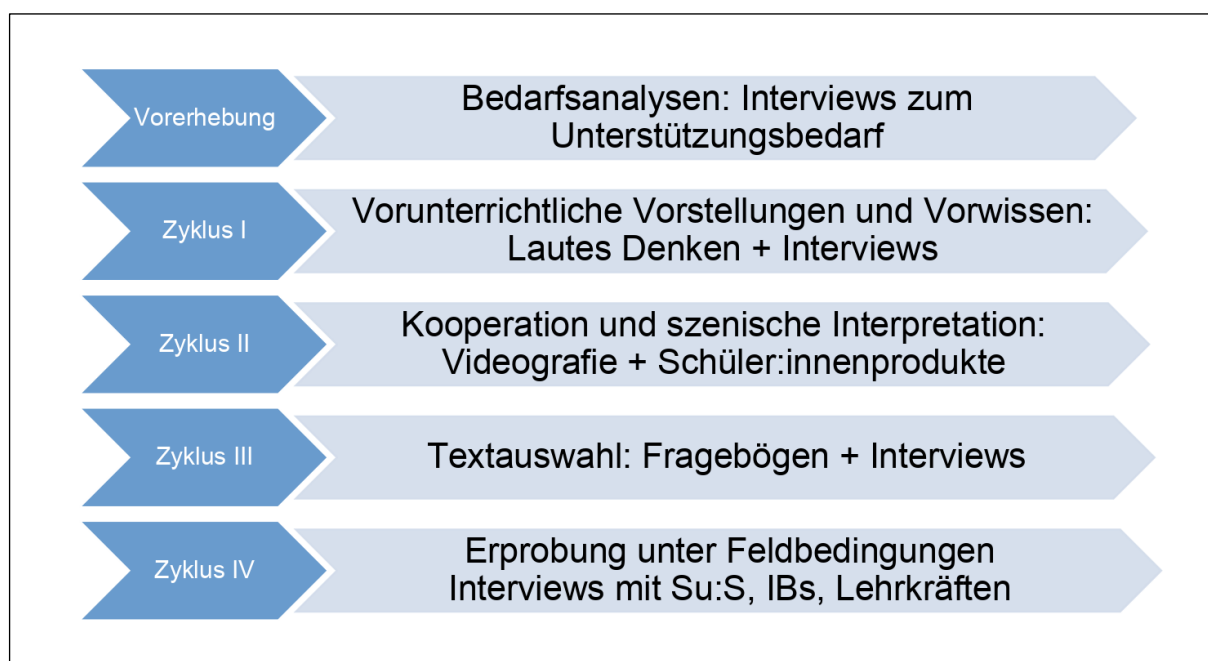 Vorerhebung
Bedarfsanalysen: Interviews zum
Unterstützungsbedarf
Zyklus I
Vorunterrichtliche Vorstellungen und Vorwissen:
Lautes Denken + Interviews
Zyklus II
Kooperation und szenische Interpretation:
Videografie + Schüler:innenprodukte
Zyklus III
Textauswahl: Fragebögen + Interviews
Zyklus IV
Erprobung unter Feldbedingungen
Interviews mit Su:S, IBs, Lehrkräften